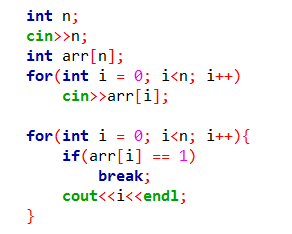 int n;
cin>>n;
int arr[n];
for(int i = 0; i<n; i++)
    cin>>arr[i];

for(int i = 0; i<n; i++){
    if(arr[i] == 1)
        break;
    cout<<i<<endl;
}